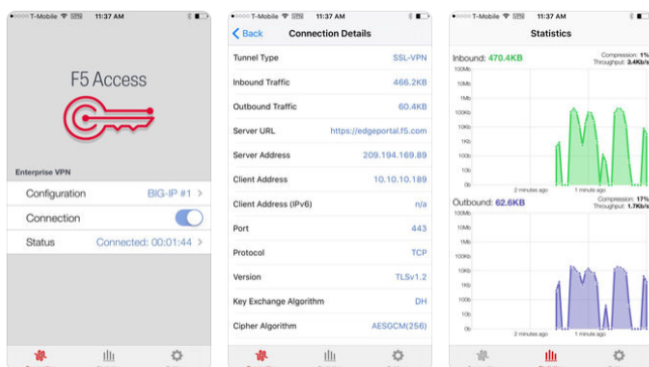 T-Mobile VPN 11:37 AM
F5 Access
Enterprise VPN
Configuration BIG-IP #1 >
Connection
Status Connected: 00:01:44 >
T-Mobile VPN 11:37 AM
< Back Connection Details
Tunnel Type SSL-VPN
Inbound Traffic 466.2KB
Outbound Traffic 60.4KB
Server URL https://edgeportal.f5.com
Server Address 209.194.169.89
Client Address 10.10.10.189
Client Address (IPv6) n/a
Port 443
Protocol TCP
Version TLSv1.2
Key Exchange Algorithm DH
Cipher Algorithm AESGCM(256)
T-Mobile VPN 11:37 AM
Statistics
Inbound: 470.4KB Compression: 1%
Throughput: 3.4Kb/s
100Mb
10Mb
1Mb
100Kb
10Kb
1Kb
100b
10b
0b
2 minutes ago 1 minute ago
Outbound: 62.6KB Compression: 17%
Throughput: 1.7Kb/s
100Mb
10Mb
1Mb
100Kb
10Kb
1Kb
100b
10b
0b
2 minutes ago 1 minute ago